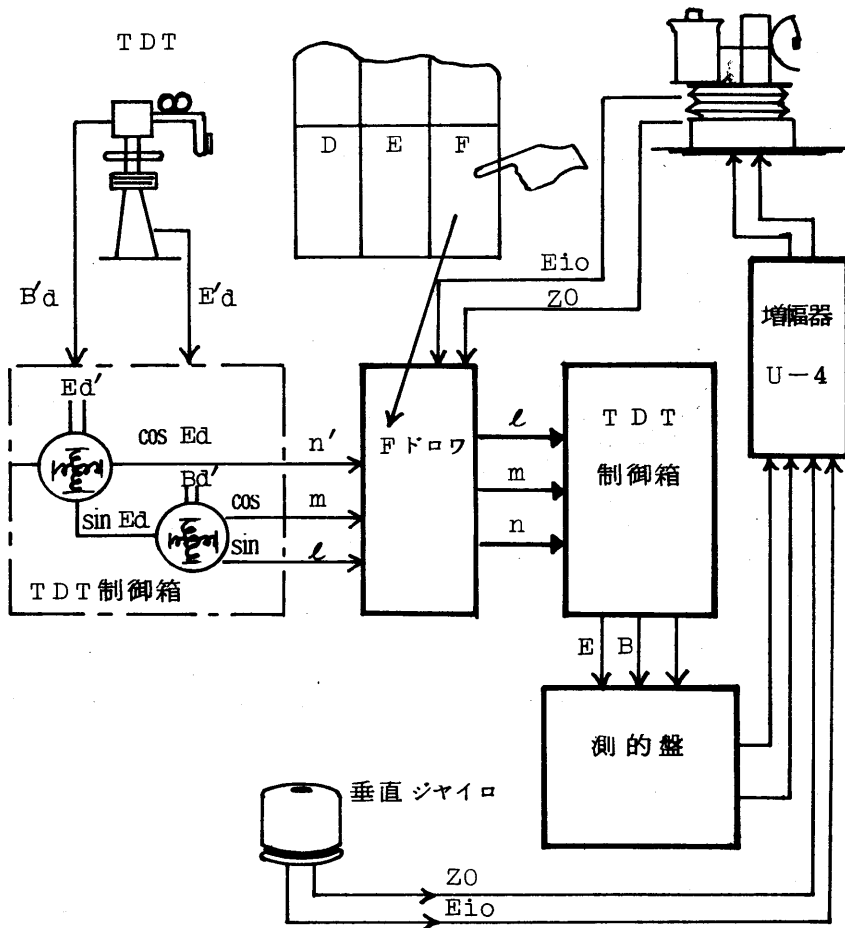 TDT
D E F
B'd
E'd
Eio
ZO
増幅器
U-4
Ed'
cos Ed
n'
sin Ed
Bd'
cos
m
sin
ℓ
TDT制御箱
Fドロワ
ℓ
m
n
TDT
制御箱
E B
測的盤
垂直ジャイロ
ZO
Eio